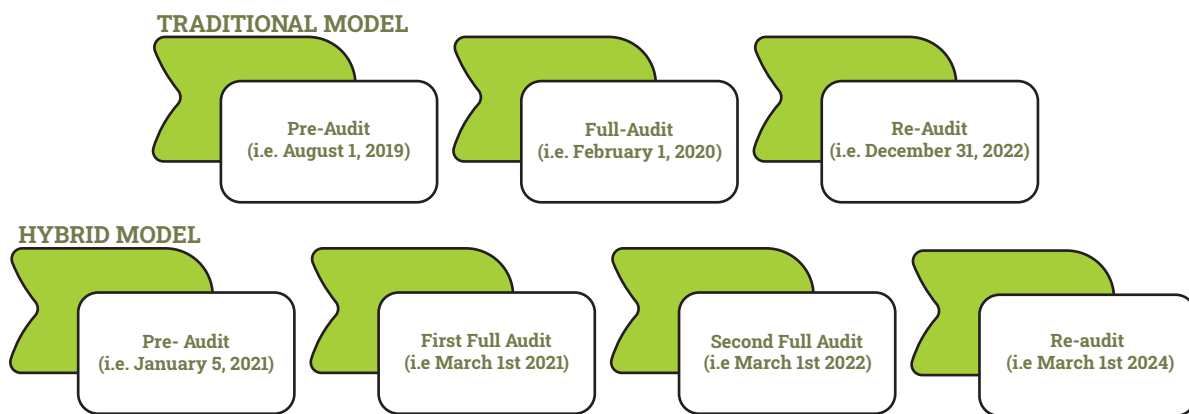 TRADITIONAL MODEL
Pre-Audit
(i.e. August 1, 2019)
Full-Audit
(i.e. February 1, 2020)
Re-Audit
(i.e. December 31, 2022)
HYBRID MODEL
Pre- Audit
(i.e. January 5, 2021)
First Full Audit
(i.e March 1st 2021)
Second Full Audit
(i.e March 1st 2022)
Re-audit
(i.e March 1st 2024)